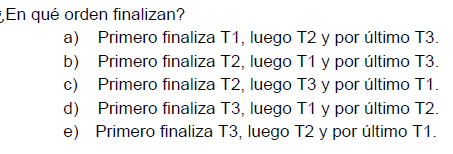 ¿En qué orden finalizan?
a) Primero finaliza T1, luego T2 y por último T3.
b) Primero finaliza T2, luego T1 y por último T3.
c) Primero finaliza T2, luego T3 y por último T1.
d) Primero finaliza T3, luego T1 y por último T2.
e) Primero finaliza T3, luego T2 y por último T1.